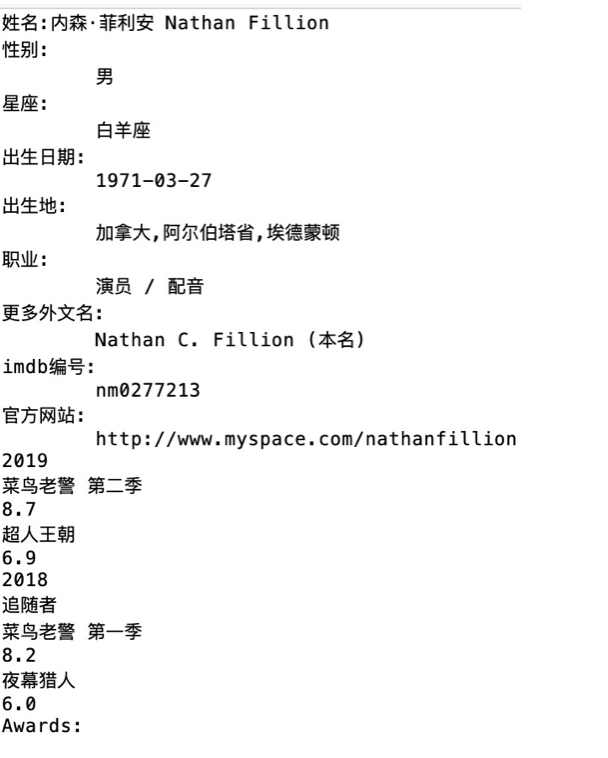 姓名:内森·菲利安 Nathan Fillion
性别:
男
星座:
白羊座
出生日期:
1971-03-27
出生地:
加拿大,阿尔伯塔省,埃德蒙顿
职业:
演员 / 配音
更多外文名:
Nathan C. Fillion (本名)
imdb编号:
nm0277213
官方网站:
http://www.myspace.com/nathanfillion
2019
菜鸟老警 第二季
8.7
超人王朝
6.9
2018
追随者
菜鸟老警 第一季
8.2
夜幕猎人
6.0
Awards: